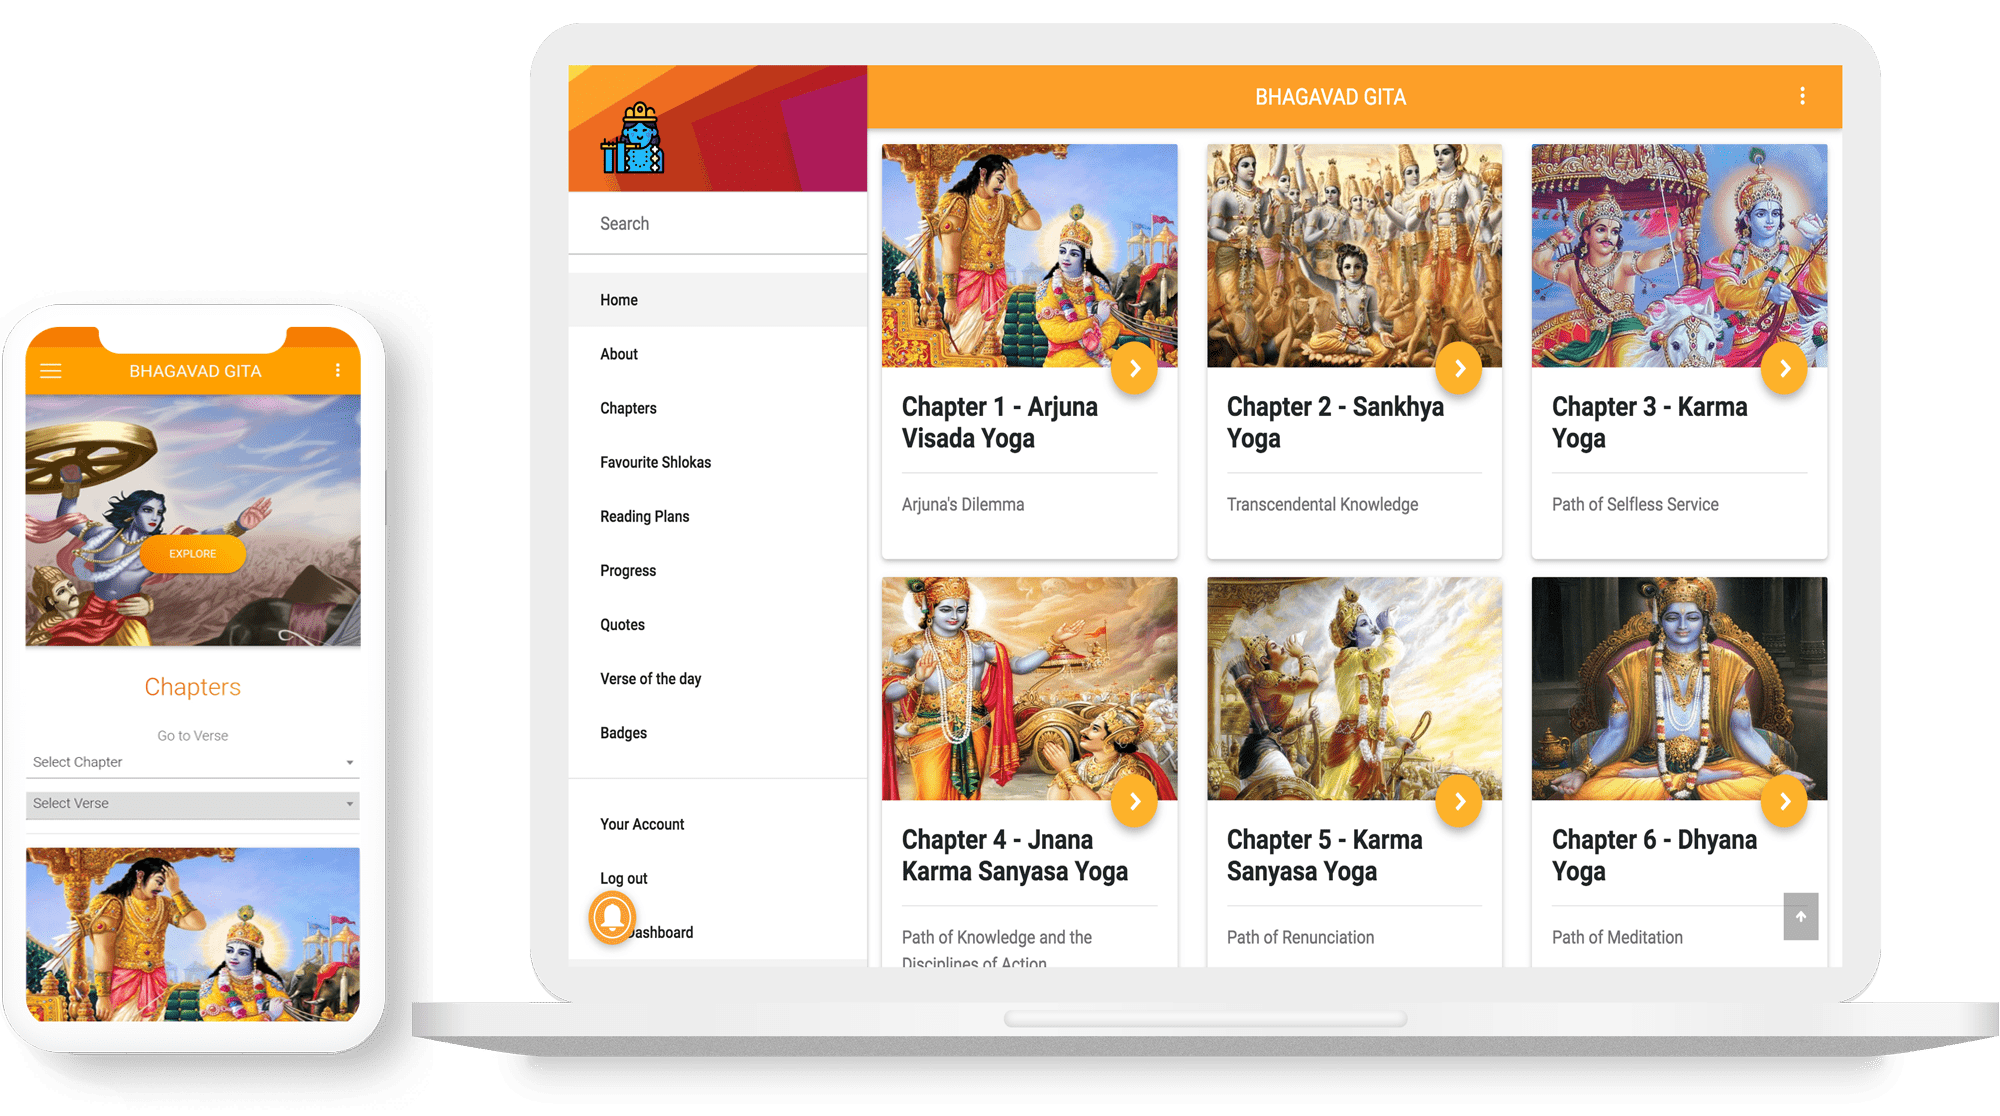 BHAGAVAD GITA
EXPLORE
Chapters
Go to Verse
Select Chapter
Select Verse
Search
Home
About
Chapters
Favourite Shlokas
Reading Plans
Progress
Quotes
Verse of the day
Badges
Your Account
Log out
ashboard
BHAGAVAD GITA
Chapter 1 - Arjuna
Visada Yoga
Arjuna's Dilemma
Chapter 2 - Sankhya
Yoga
Transcendental Knowledge
Chapter 3 - Karma
Yoga
Path of Selfless Service
Chapter 4 - Jnana
Karma Sanyasa Yoga
Path of Knowledge and the
Disciplines of Action
Chapter 5 - Karma
Sanyasa Yoga
Path of Renunciation
Chapter 6 - Dhyana
Yoga
Path of Meditation